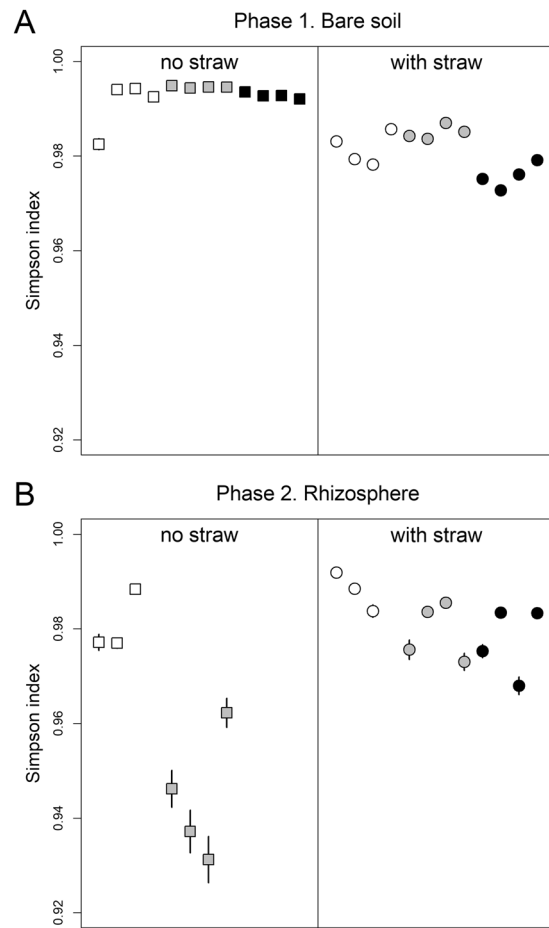 A
Phase 1. Bare soil
no straw
with straw
1.00
0.98
0.96
0.94
0.92
Simpson index
B
Phase 2. Rhizosphere
no straw
with straw
1.00
0.98
0.96
0.94
0.92
Simpson index